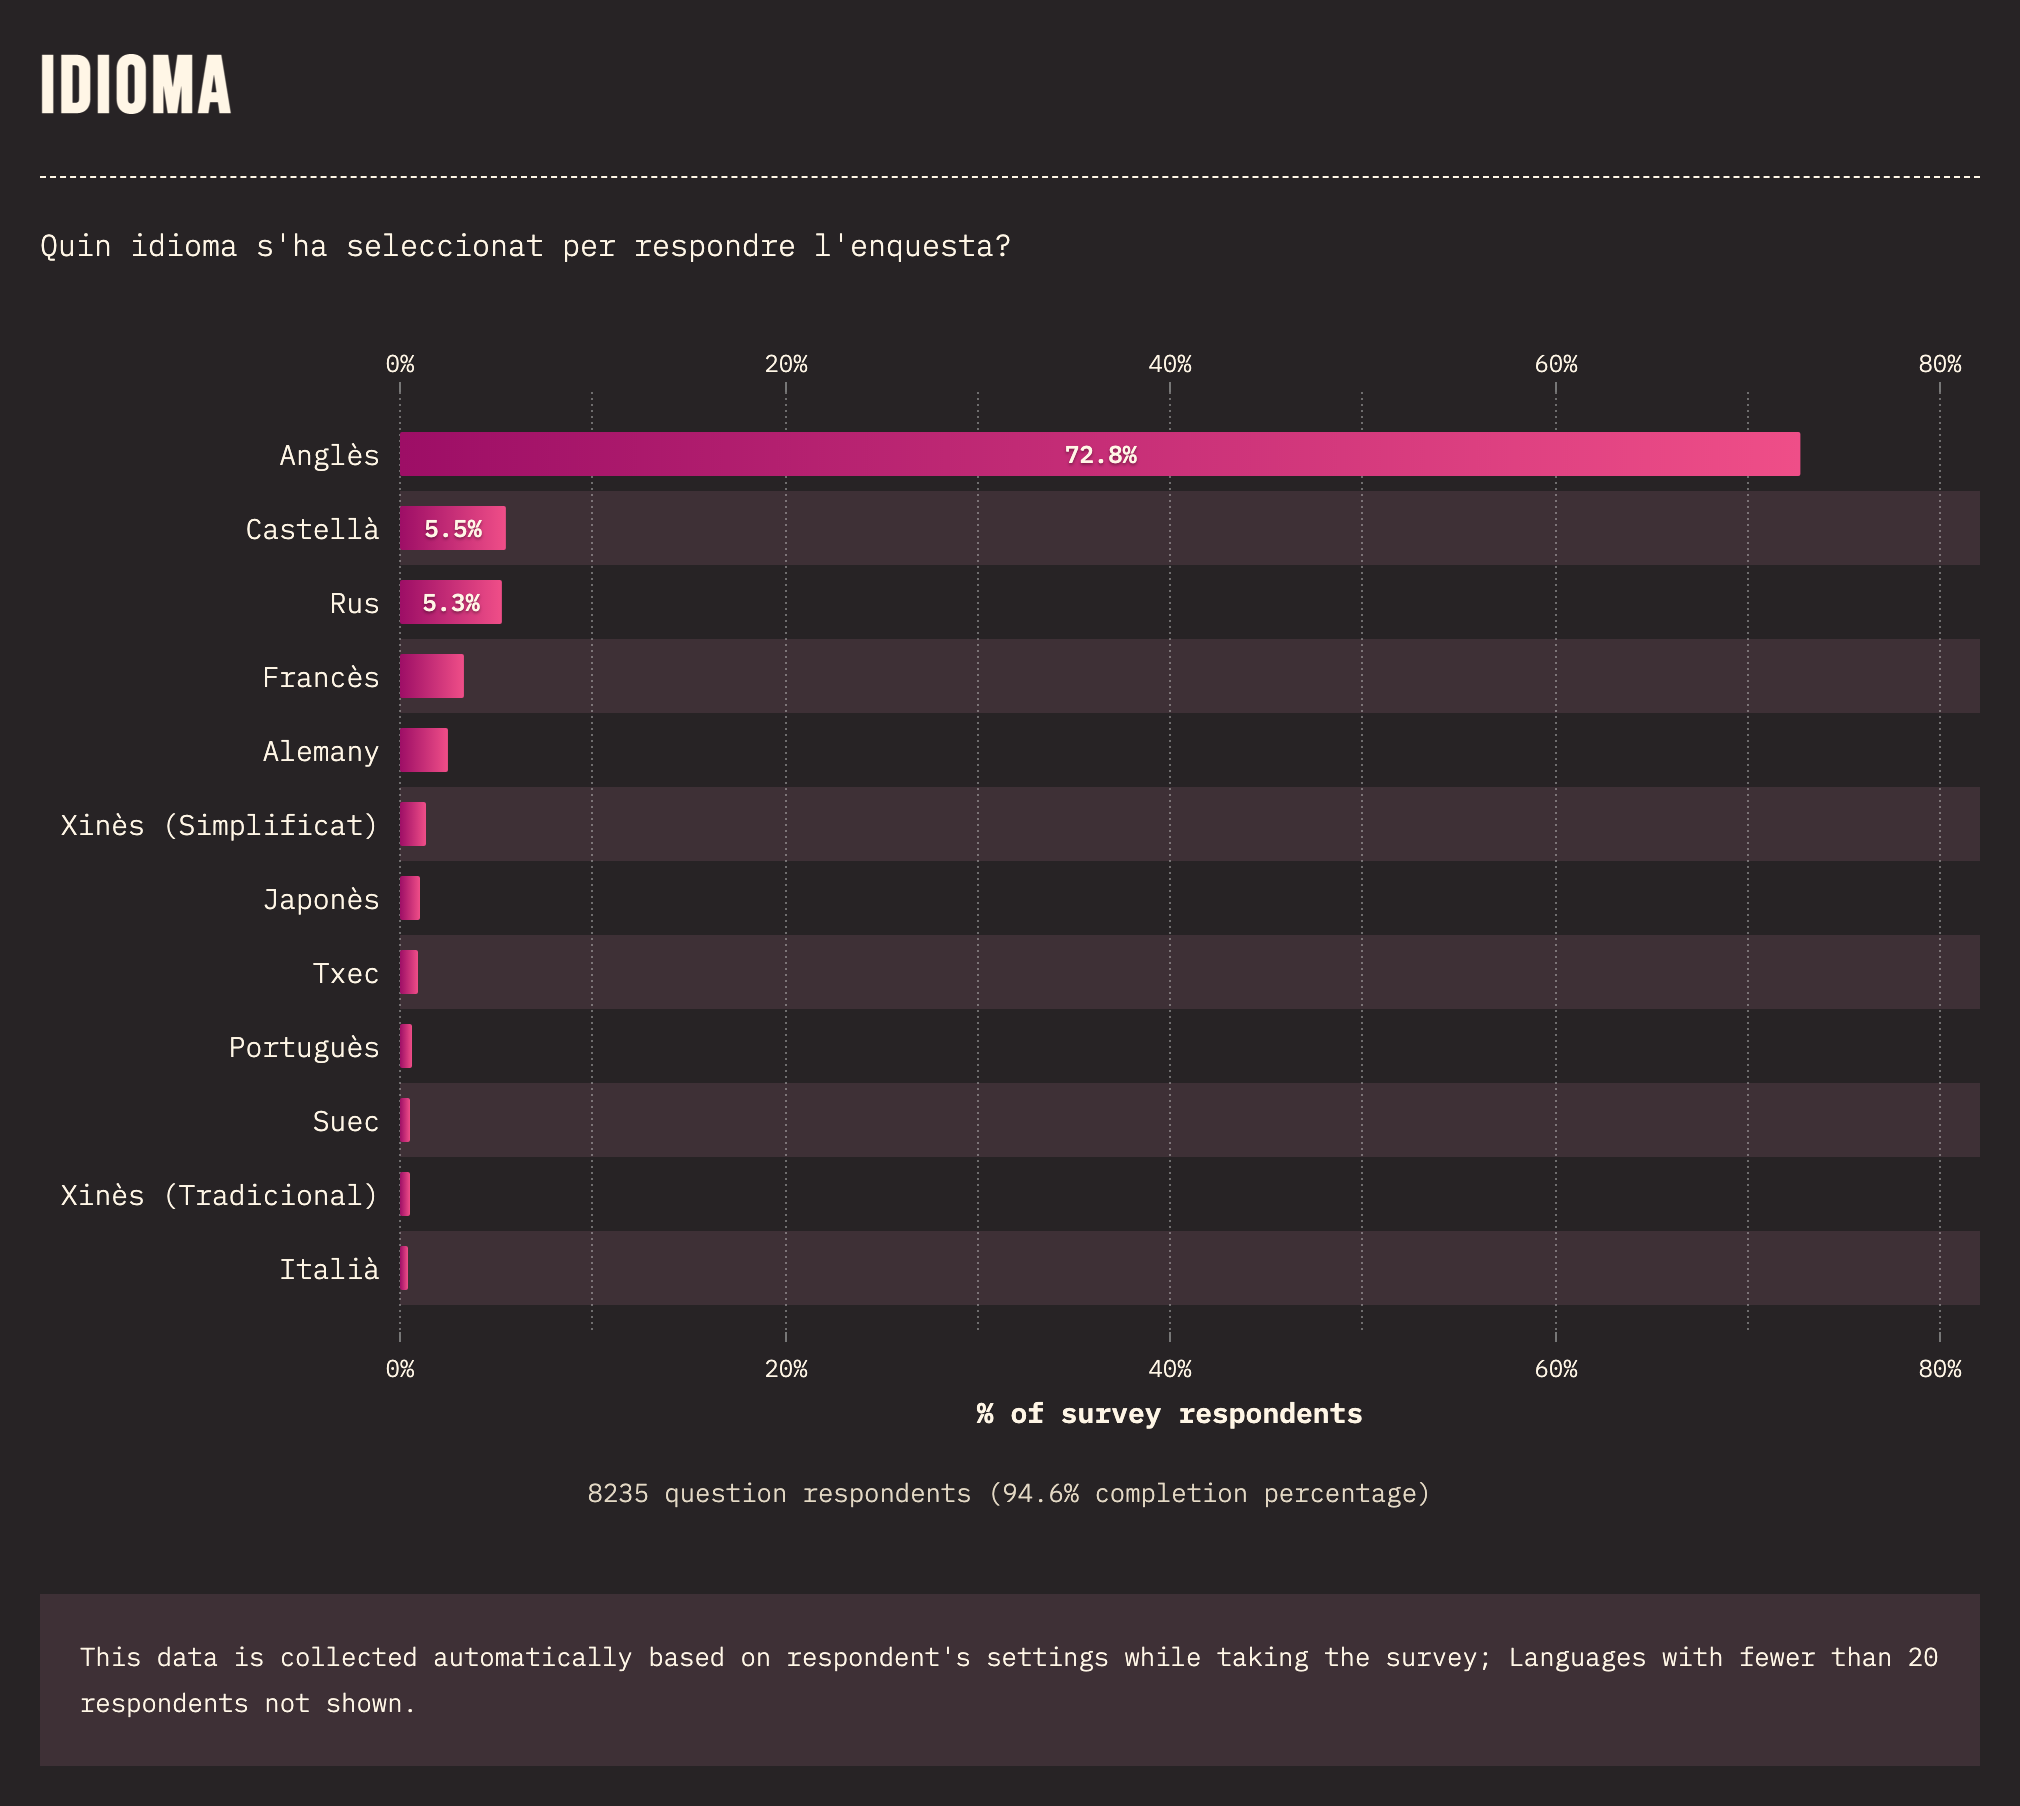 IDIOMA
Quin idioma s'ha seleccionat per respondre l'enquesta?
0% 20% 40% 60% 80%
Anglès 72.8%
Castellà 5.5%
Rus 5.3%
Francès
Alemany
Xinès (Simplificat)
Japonès
Txec
Portuguès
Suec
Xinès (Tradicional)
Italià
0% 20% 40% 60% 80%
% of survey respondents
8235 question respondents (94.6% completion percentage)
This data is collected automatically based on respondent's settings while taking the survey; Languages with fewer than 20
respondents not shown.